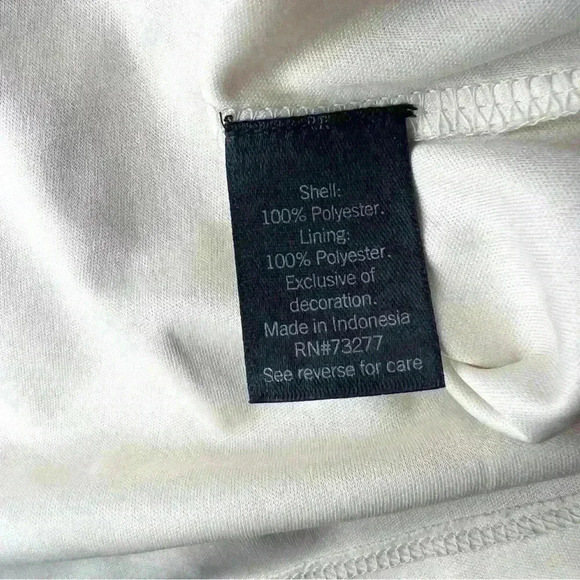 Shell:
100% Polyester.
Lining:
100% Polyester.
Exclusive of
decoration.
Made in Indonesia
RN#73277
See reverse for care